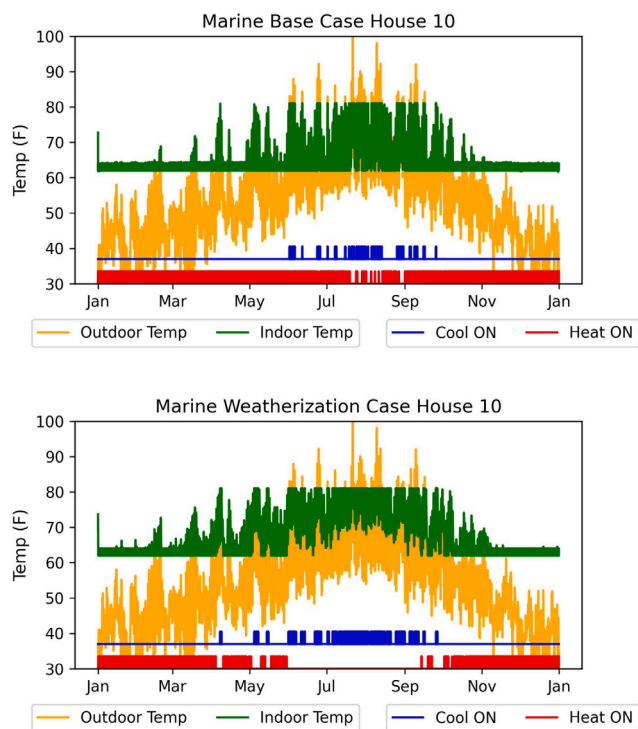 Marine Base Case House 10
100
90
80
70
60
50
40
30
Temp (F)
Jan Mar May Jul Sep Nov Jan
Outdoor Temp Indoor Temp Cool ON Heat ON
Marine Weatherization Case House 10
100
90
80
70
60
50
40
30
Temp (F)
Jan Mar May Jul Sep Nov Jan
Outdoor Temp Indoor Temp Cool ON Heat ON